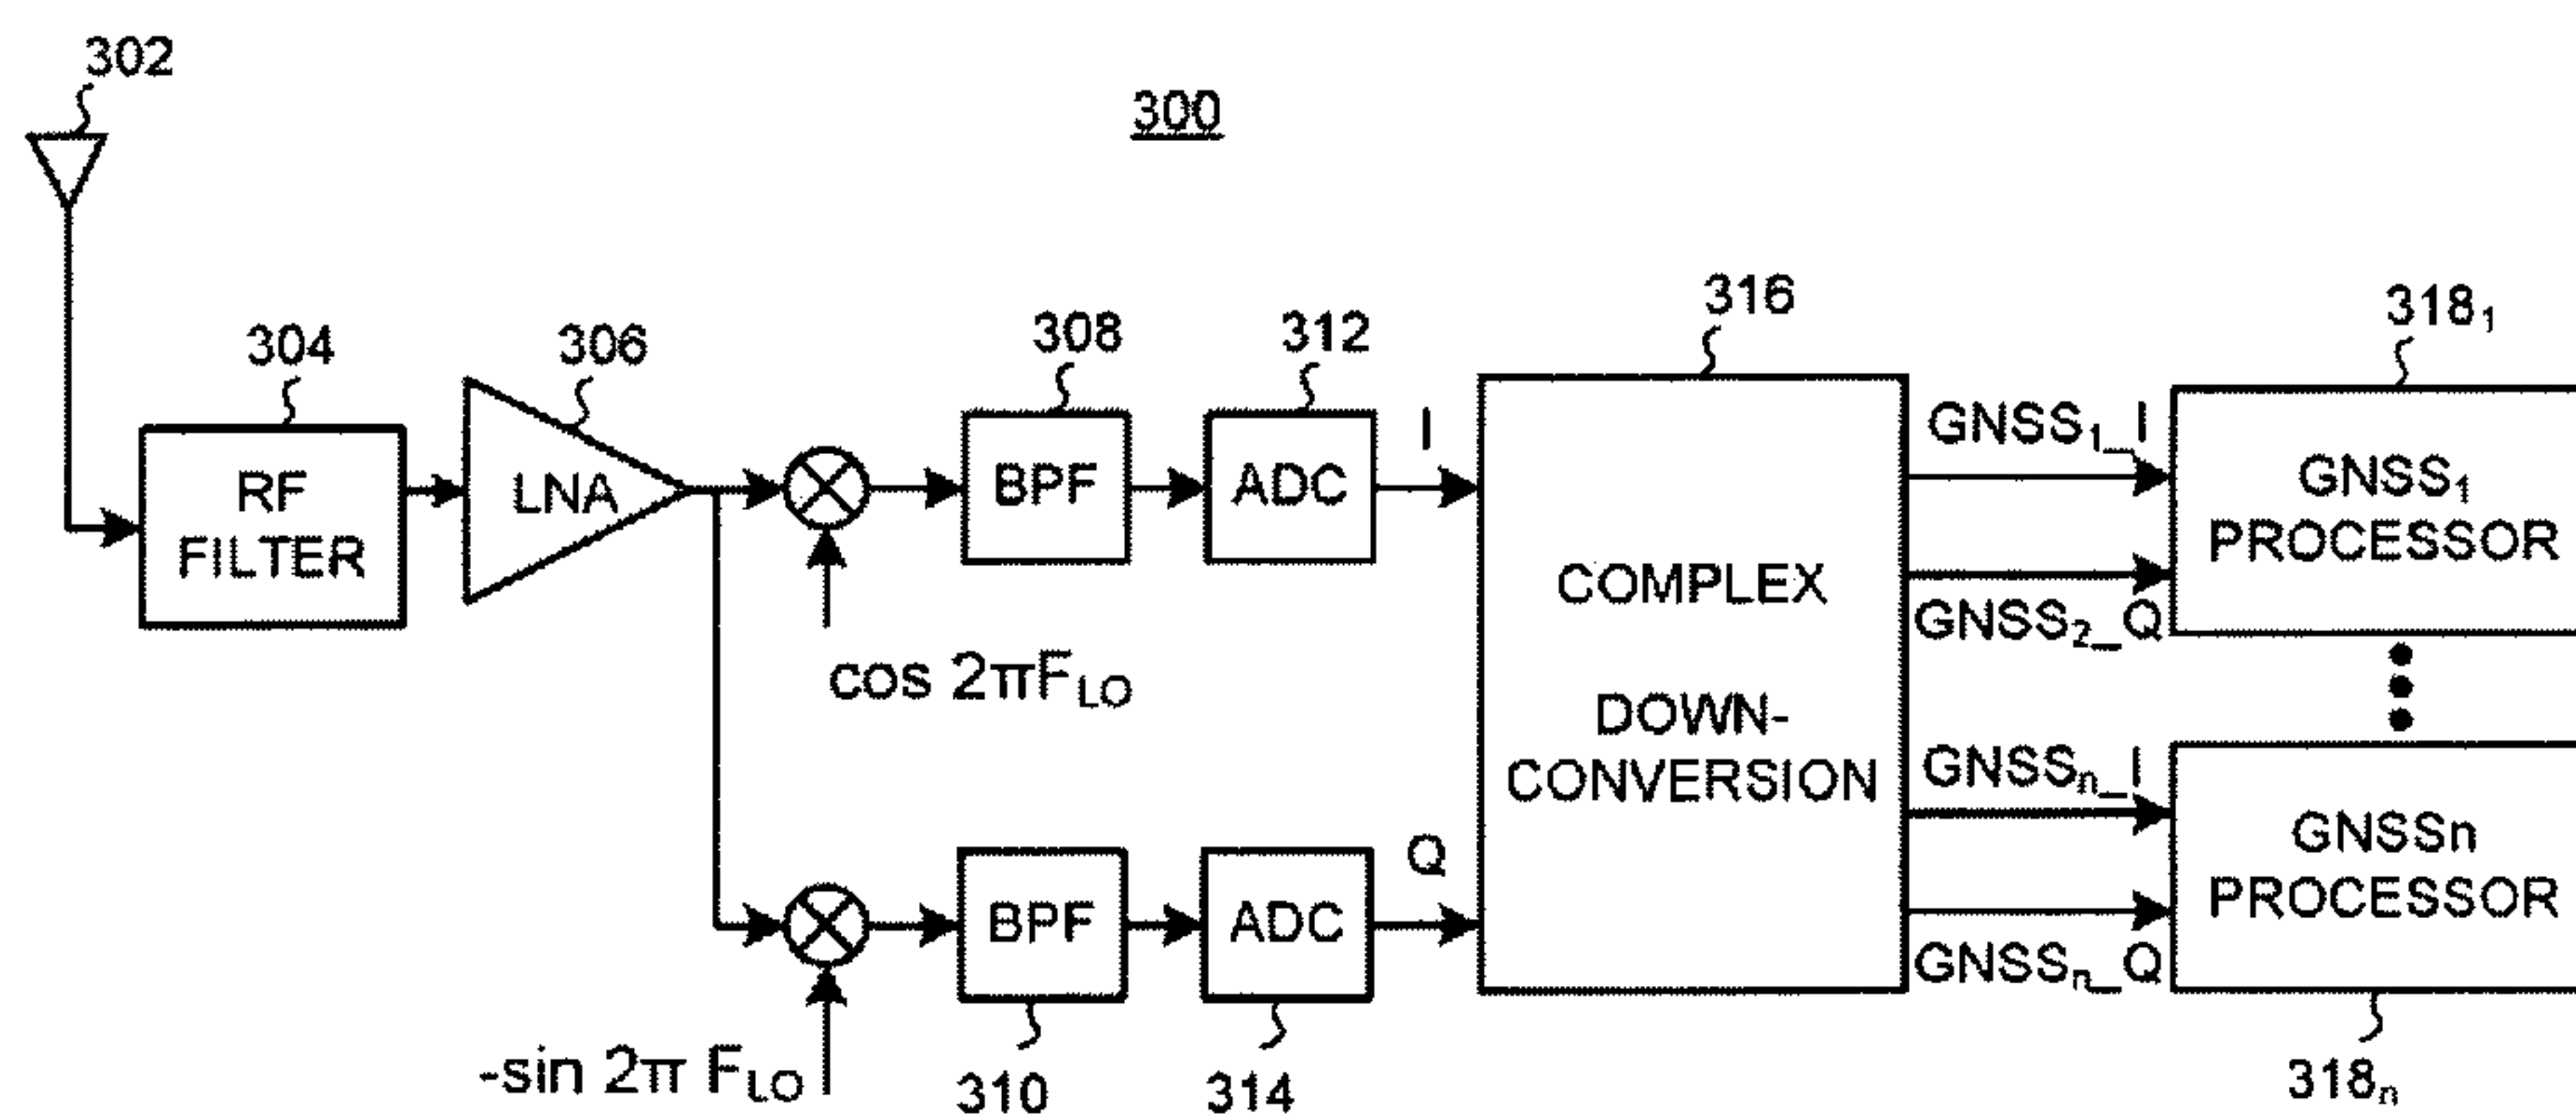 302
300
304
306
308
312
316
318₁
RF
FILTER
LNA
BPF
ADC
I
COMPLEX
DOWN-
CONVERSION
GNSS₁_I
GNSS₂_Q
GNSS₁
PROCESSOR
cos 2πF_LO
GNSSₙ_I
GNSSₙ_Q
GNSSn
PROCESSOR
BPF
ADC
Q
-sin 2π F_LO
310
314
318ₙ